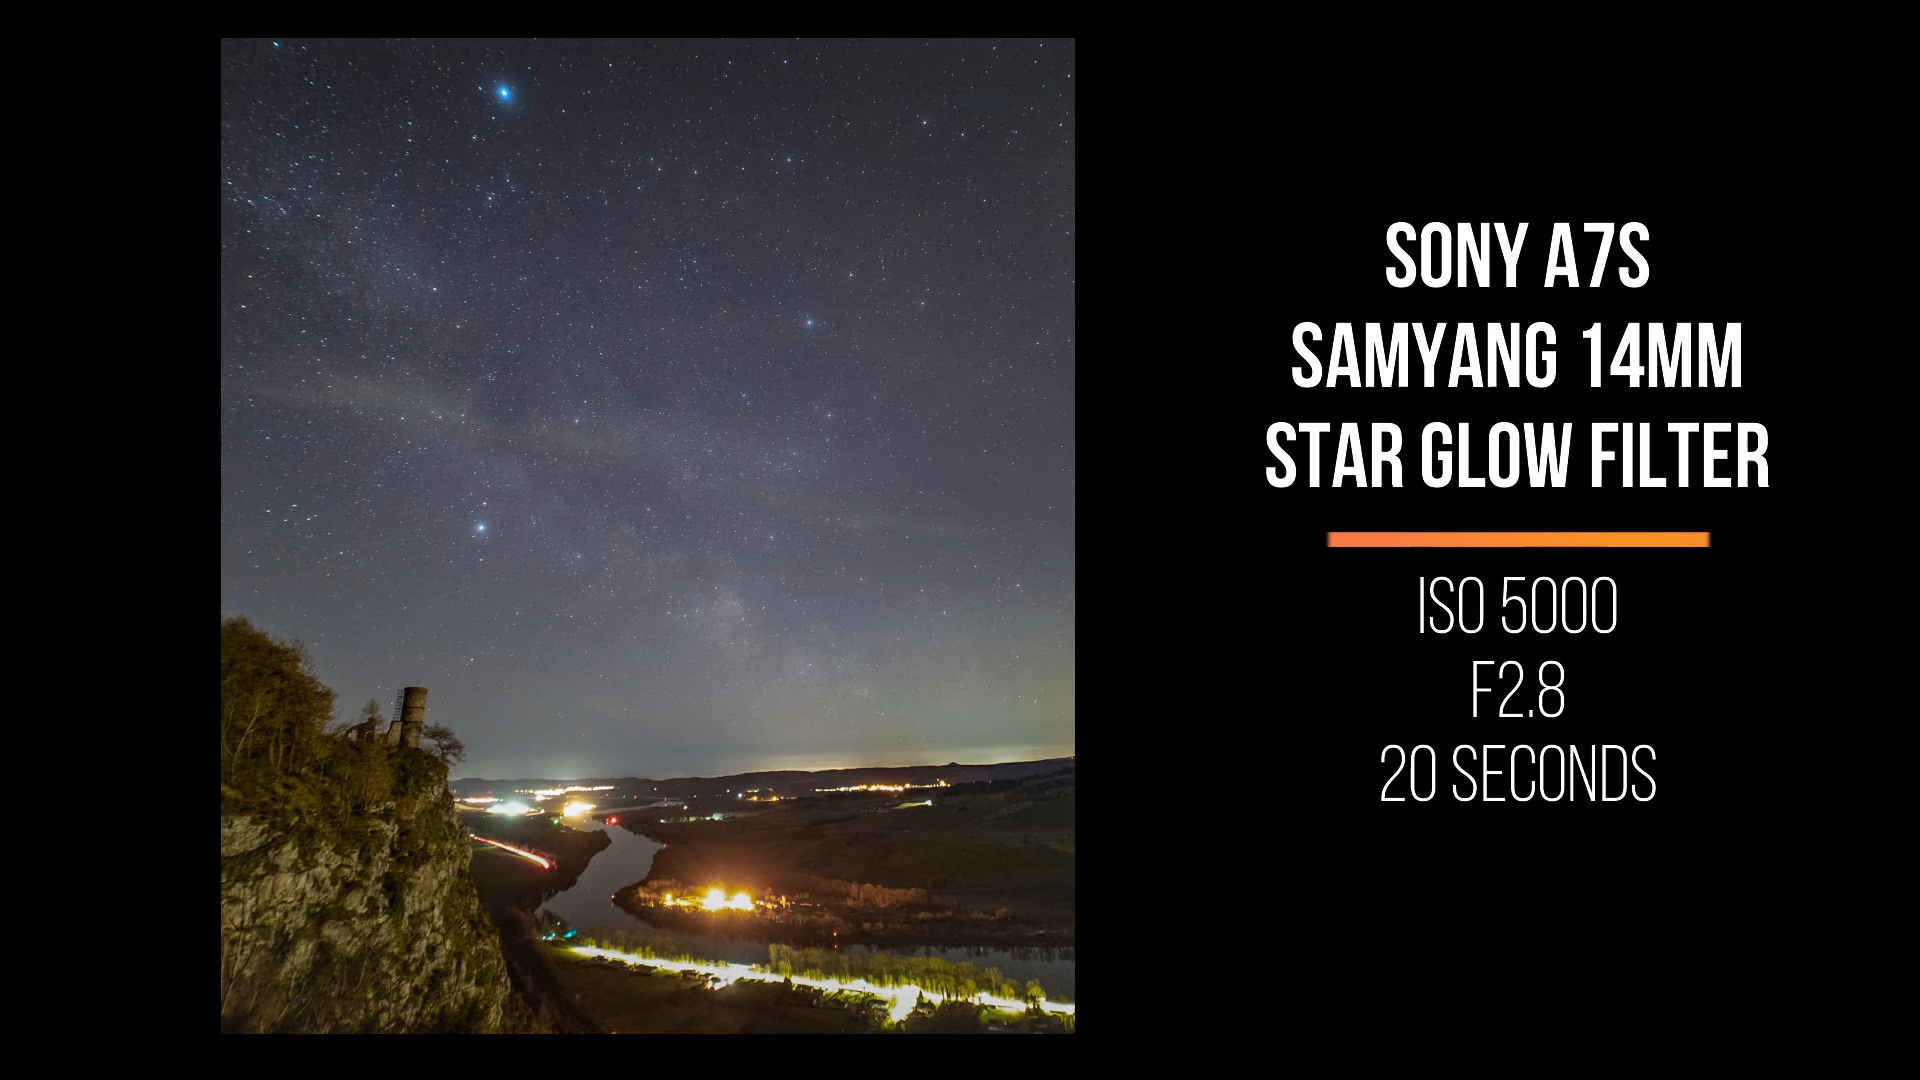 SONY A7S
SAMYANG 14MM
STAR GLOW FILTER
ISO 5000
F2.8
20 SECONDS